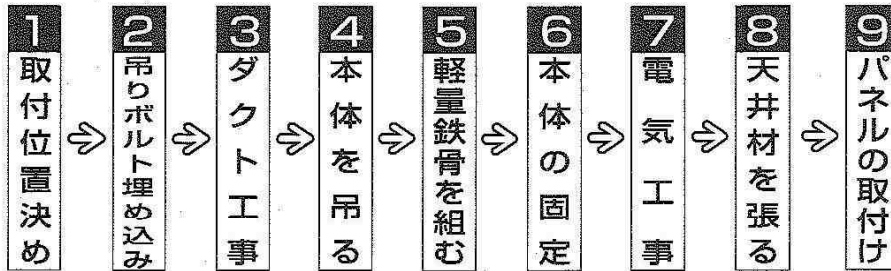 1
取付位置決め
2
吊りボルト埋め込み
3
ダクト工事
4
本体を吊る
5
軽量鉄骨を組む
6
本体の固定
7
電気工事
8
天井材を張る
9
パネルの取付け